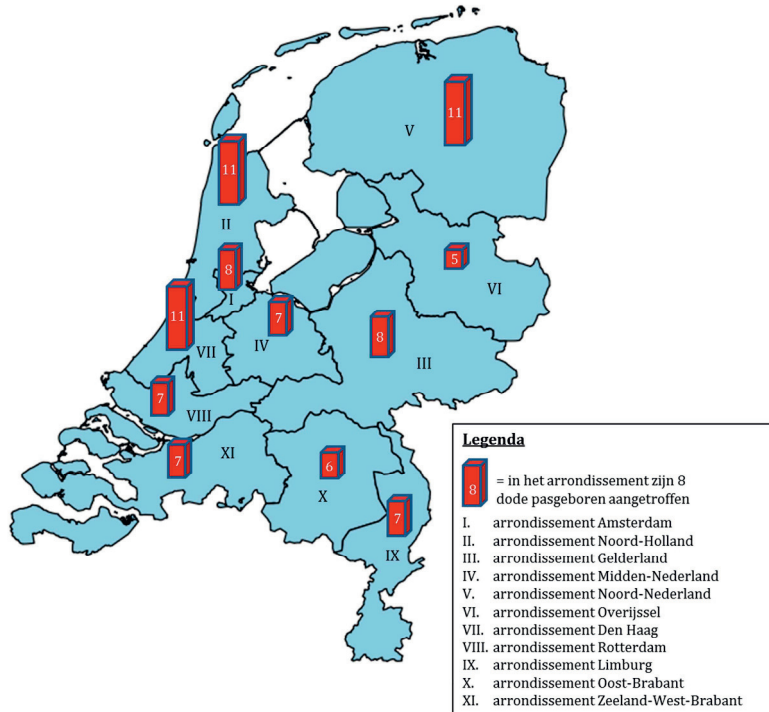 11
V
11
II
8
I
5
VI
11
VII
7
IV
8
III
7
VIII
7
XI
6
X
7
IX
Legenda
8
= in het arrondissement zijn 8
dode pasgeboren aangetroffen
I. arrondissement Amsterdam
II. arrondissement Noord-Holland
III. arrondissement Gelderland
IV. arrondissement Midden-Nederland
V. arrondissement Noord-Nederland
VI. arrondissement Overijssel
VII. arrondissement Den Haag
VIII. arrondissement Rotterdam
IX. arrondissement Limburg
X. arrondissement Oost-Brabant
XI. arrondissement Zeeland-West-Brabant